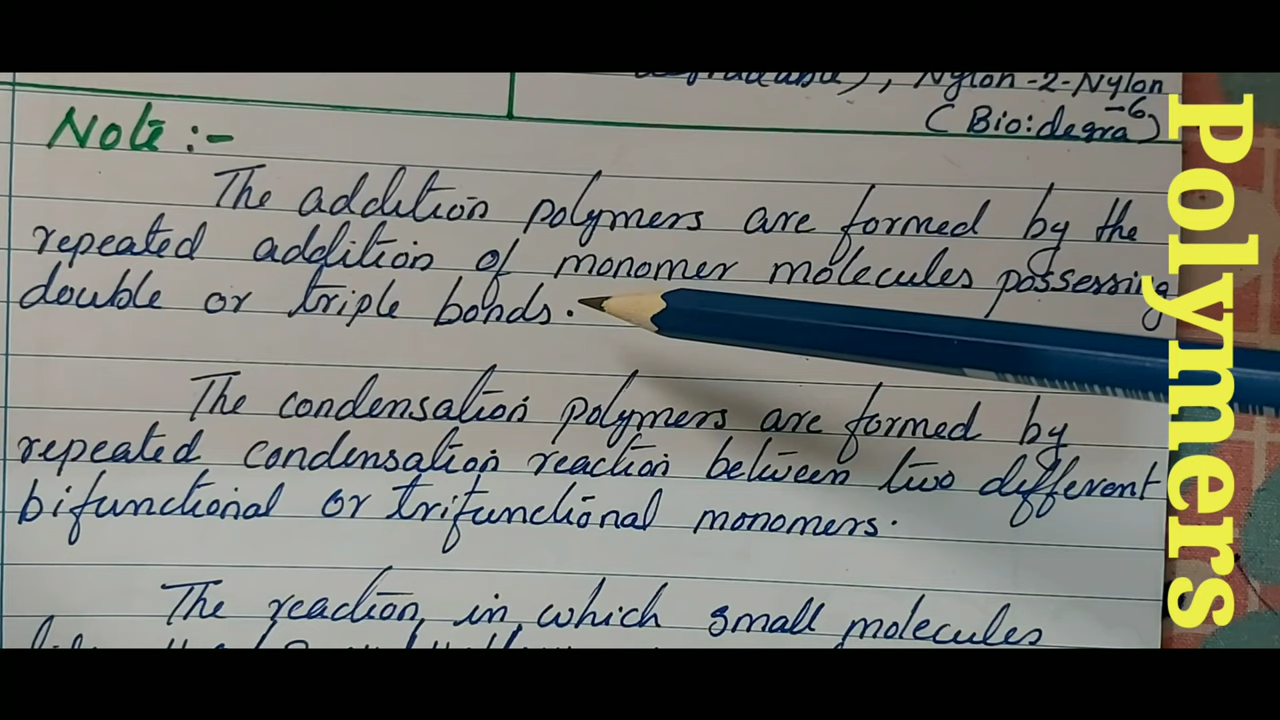 , Nylon-2-Nylon
-6
(Bio:degra)
Note :-
The addition polymers are formed by the
repeated addition of monomer molecules possessing
double or triple bonds.
The condensation polymers are formed by
repeated condensation reaction between two different
bifunctional or trifunctional monomers.
The reaction in which small molecules
Polymers